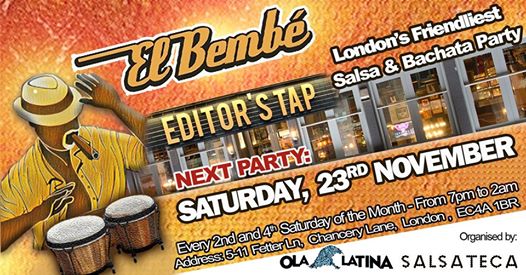 El Bembé
London's Friendliest
Salsa & Bachata Party
EDITOR'S TAP
NEXT PARTY:
SATURDAY, 23RD NOVEMBER
Every 2nd and 4th Saturday of the Month - From 7pm to 2am
Address: 5-11 Fetter Ln, Chancery Lane, London, EC4A 1BR
Organised by:
OLA LATINA SALSATECA